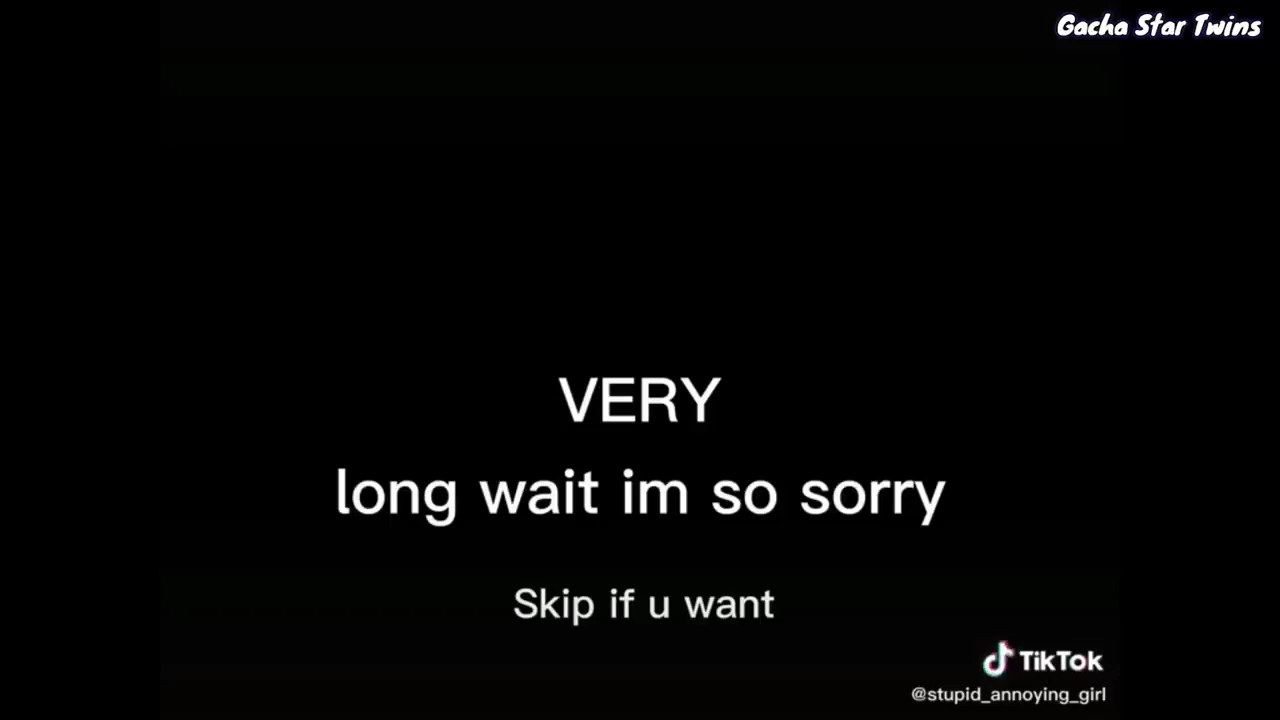 Gacha Star Twins
VERY
long wait im so sorry
Skip if u want
TikTok
@stupid_annoying_girl